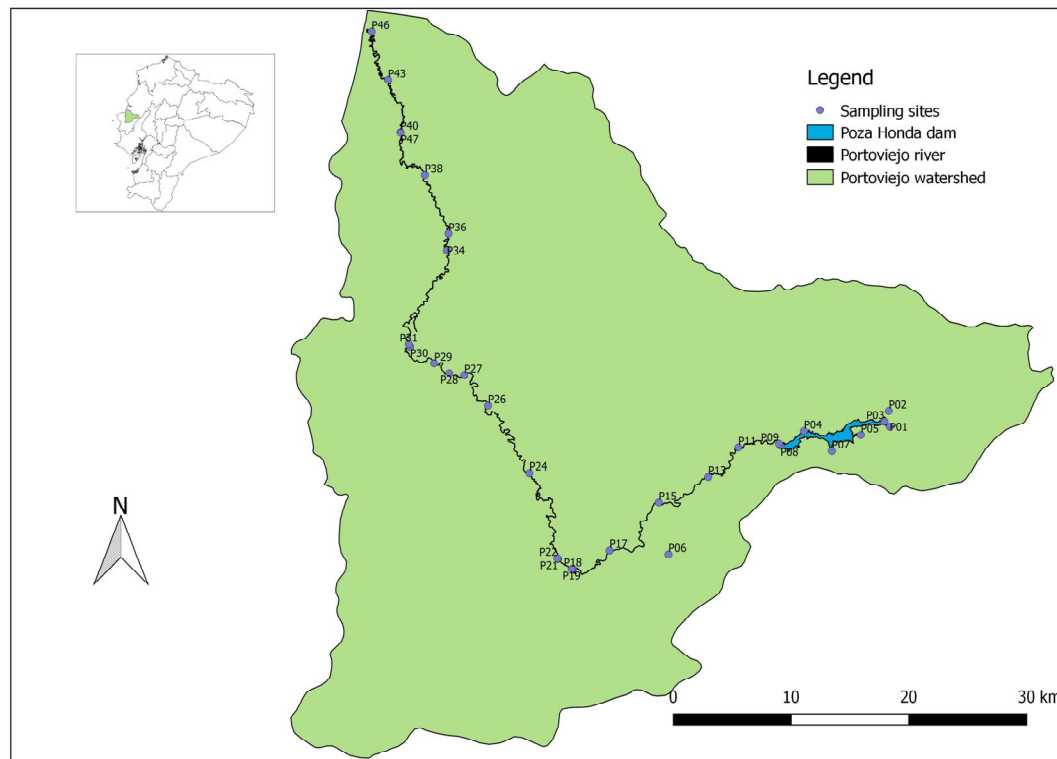 P46
P43
P40
P47
P38
P36
P34
P31
P30
P29
P28
P27
P26
P24
P22
P21
P18
P19
P17
P06
P15
P13
P11
P09
P08
P04
P07
P05
P03
P02
P01
Legend
Sampling sites
Poza Honda dam
Portoviejo river
Portoviejo watershed
N
0 10 20 30 km